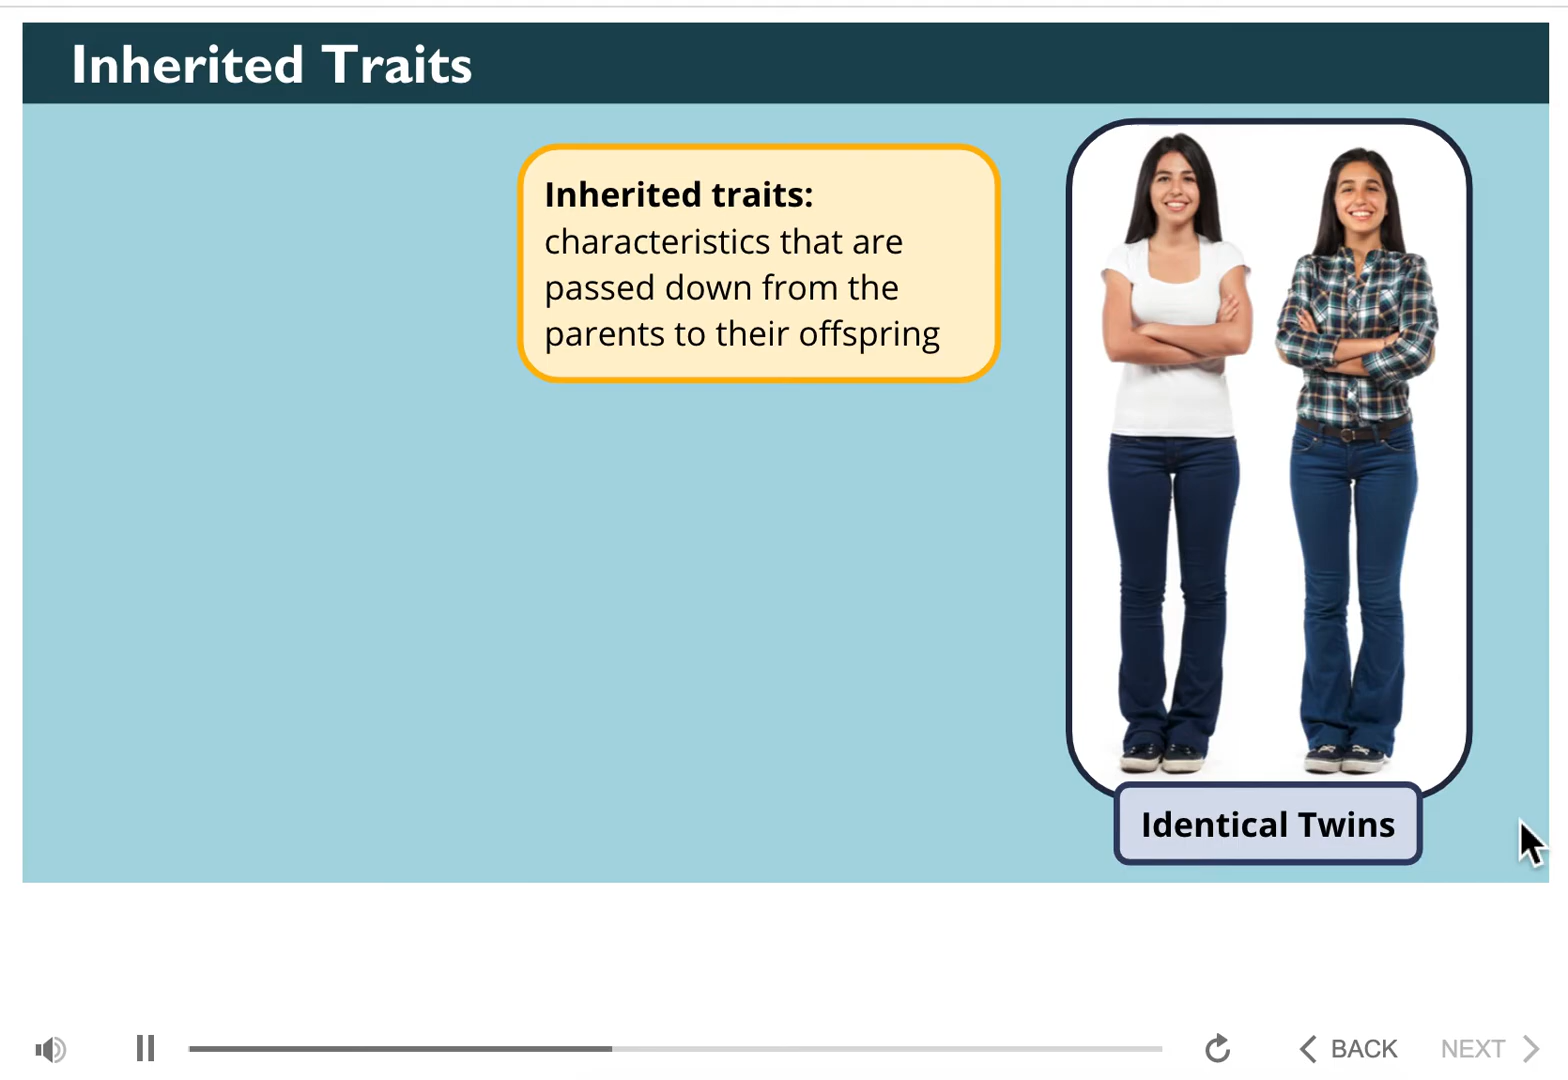 Inherited Traits
Inherited traits:
characteristics that are
passed down from the
parents to their offspring
Identical Twins
BACK
NEXT